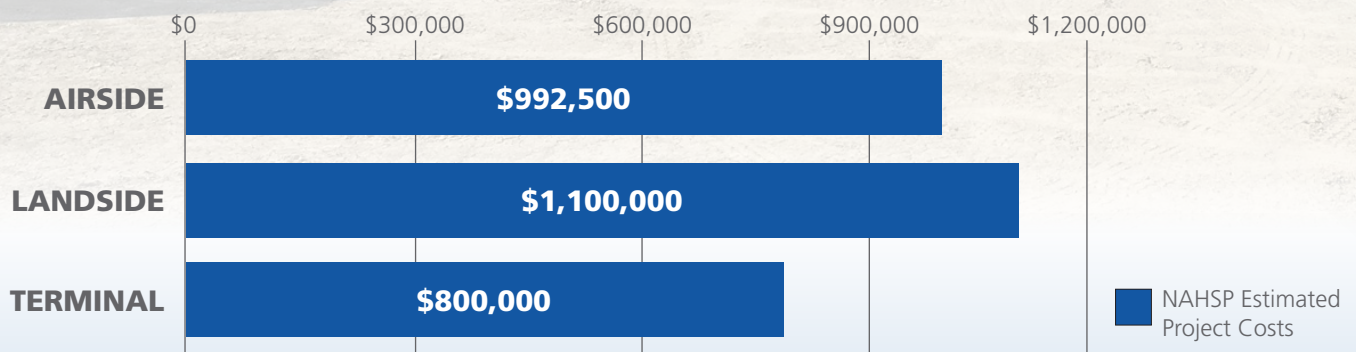 $0 $300,000 $600,000 $900,000 $1,200,000
AIRSIDE $992,500
LANDSIDE $1,100,000
TERMINAL $800,000
NAHSP Estimated
Project Costs